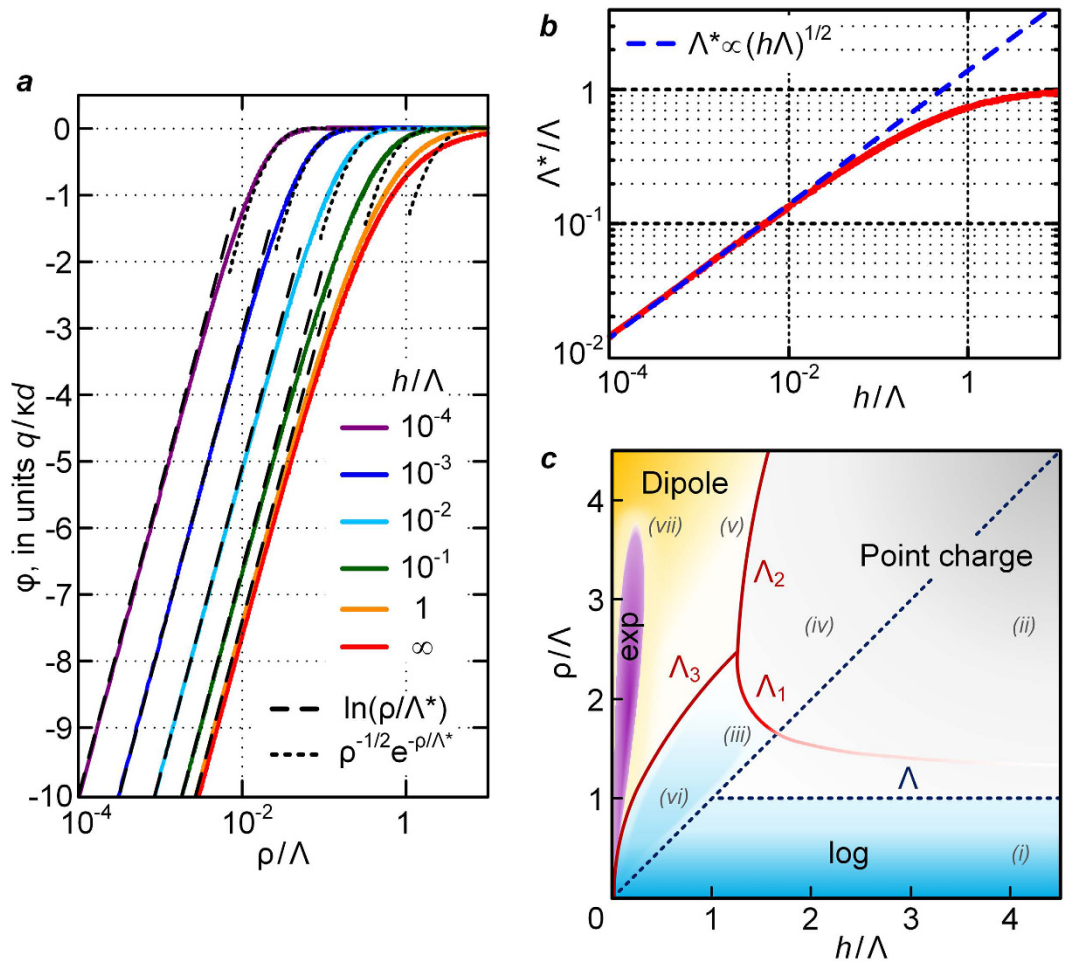 a
0
-1
-2
-3
-4
-5
-6
-7
-8
-9
-10
φ, in units q/κd
10⁻⁴
10⁻²
1
ρ/Λ
h/Λ
10⁻⁴
10⁻³
10⁻²
10⁻¹
1
∞
ln(ρ/Λ*)
ρ⁻¹/²e⁻ρ/Λ*
b
Λ*∝(hΛ)¹/²
1
10⁻¹
10⁻²
Λ*/Λ
10⁻⁴
10⁻²
1
h/Λ
c
Dipole
(vii)
(v)
Point charge
Λ₂
exp
(iv)
(ii)
Λ₃
Λ₁
(iii)
Λ
(vi)
log
(i)
4
3
2
1
0
ρ/Λ
1
2
3
4
h/Λ